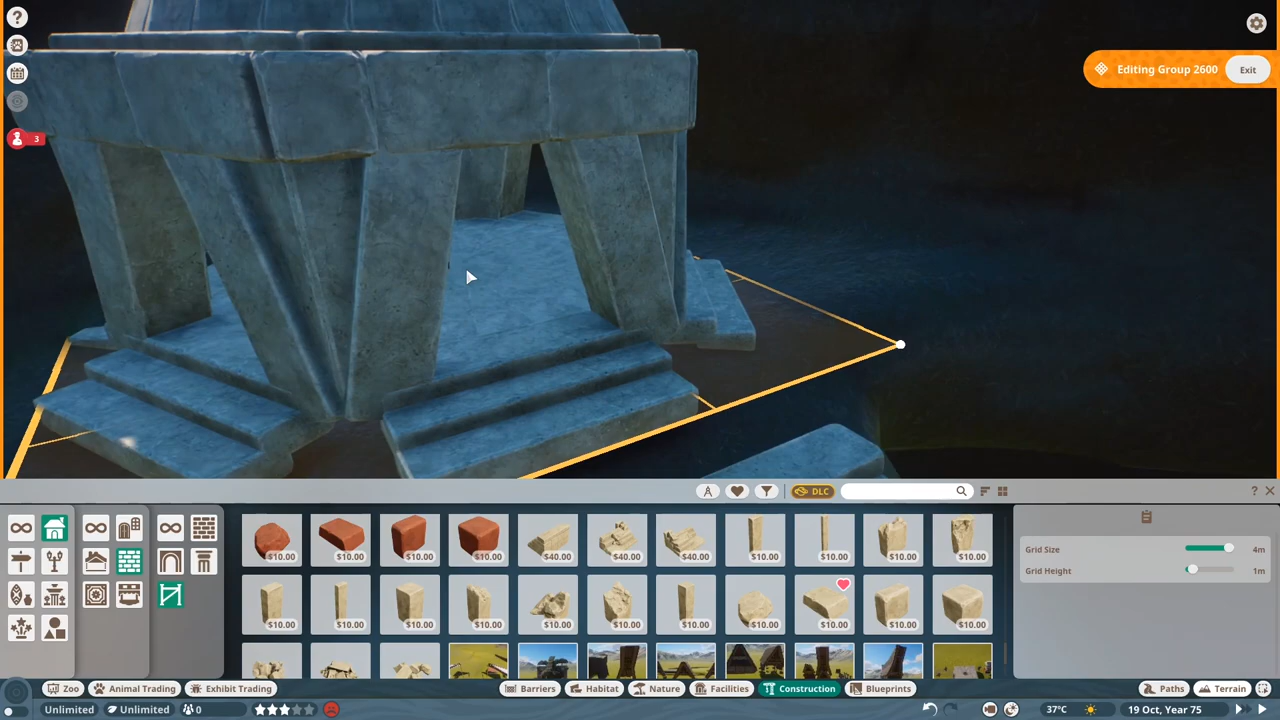 ?
Editing Group 2600
Exit
3
DLC
?
$10.00 $10.00 $10.00 $10.00 $40.00 $40.00 $40.00 $10.00 $10.00 $10.00 $10.00
Grid Size 4m
Grid Height 1m
$10.00 $10.00 $10.00 $10.00 $10.00 $10.00 $10.00 $10.00 $10.00 $10.00 $10.00
Zoo Animal Trading Exhibit Trading Barriers Habitat Nature Facilities Construction Blueprints Paths Terrain
Unlimited Unlimited 0 37°C 19 Oct, Year 75